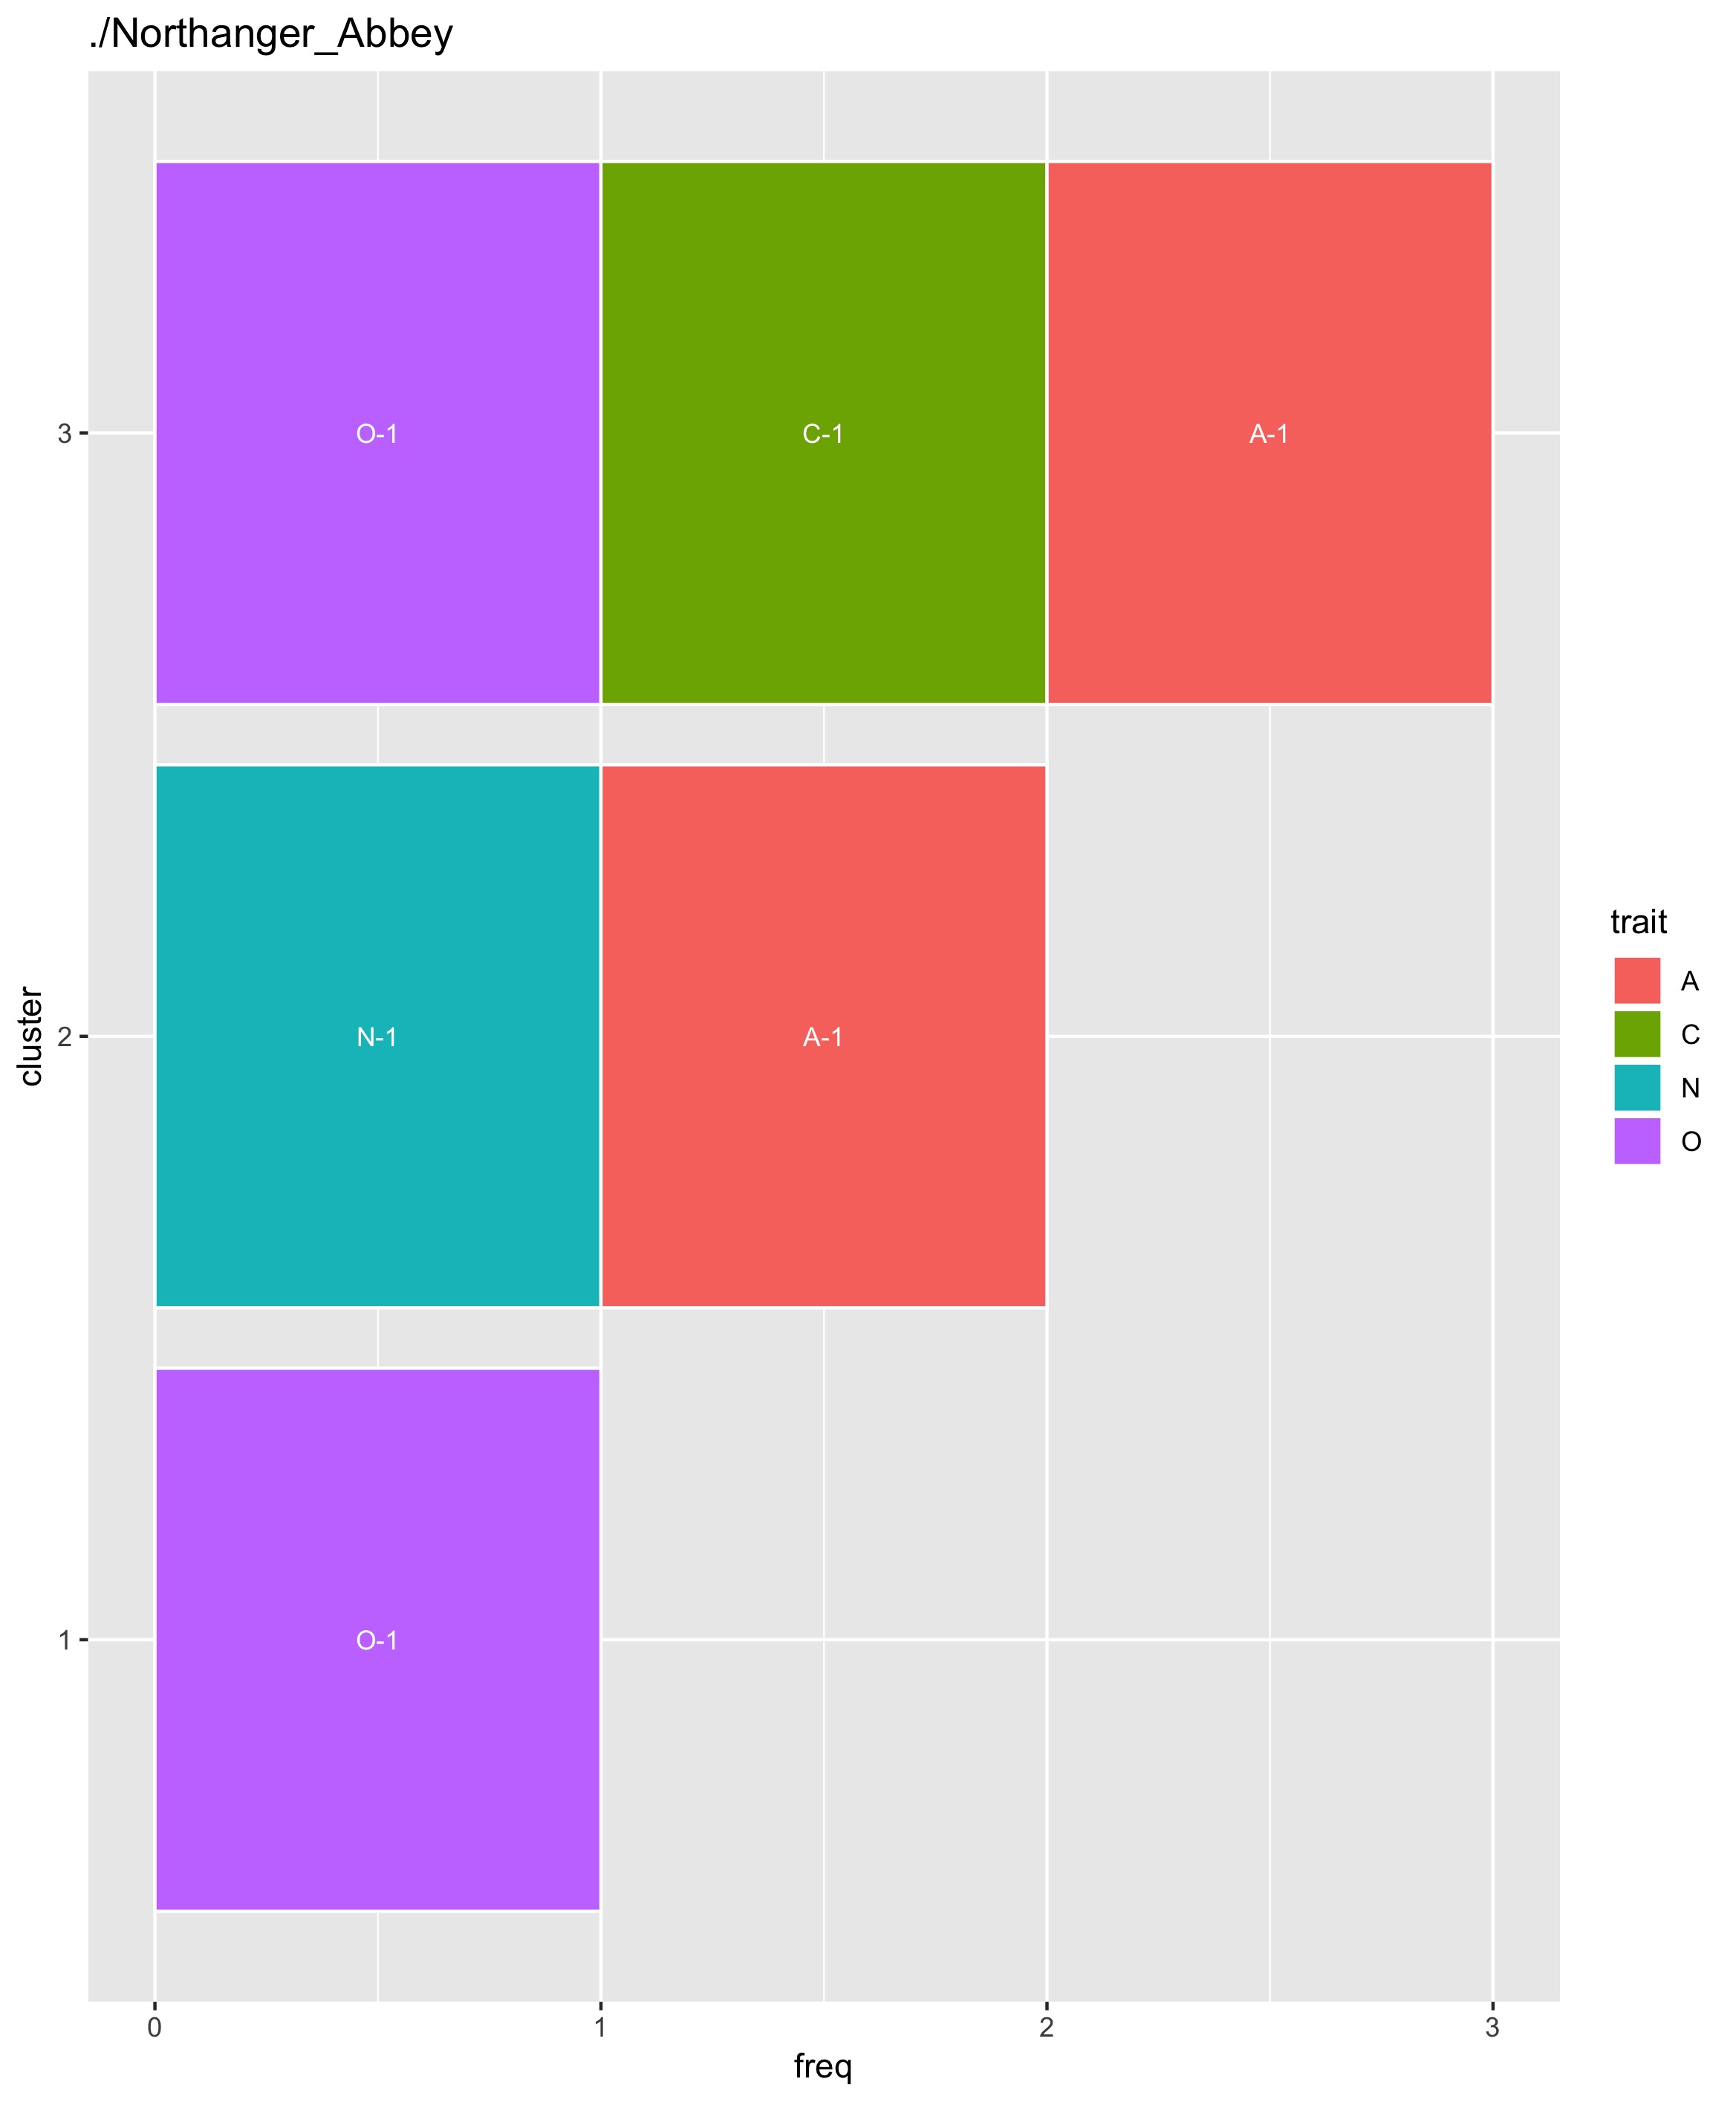 ./Northanger_Abbey
3
O-1
C-1
A-1
cluster
2
N-1
A-1
1
O-1
0
1
2
3
freq
trait
A
C
N
O